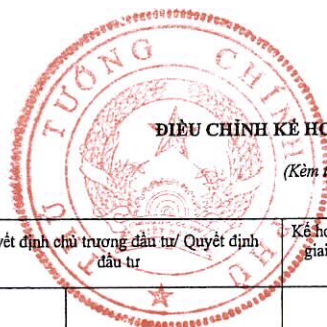 TƯỚNG CHÍNH
ĐIỀU CHỈNH KẾ HO
(Kèm t
yết định chủ trương đầu tư/ Quyết định
đầu tư
Kế ho
giai